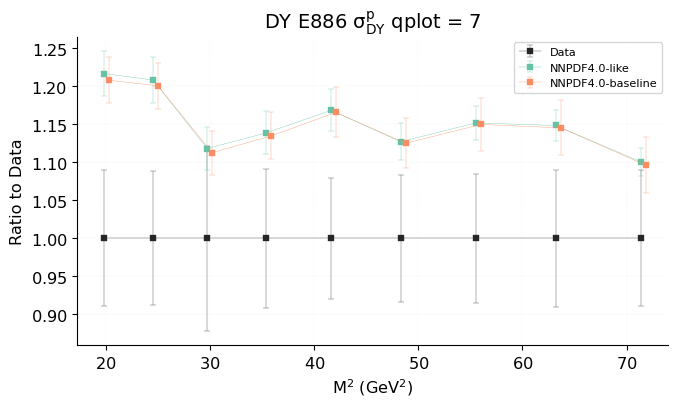 DY E886 σ^p_DY qplot = 7
Data
NNPDF4.0-like
NNPDF4.0-baseline
Ratio to Data
1.25
1.20
1.15
1.10
1.05
1.00
0.95
0.90
20 30 40 50 60 70
M² (GeV²)